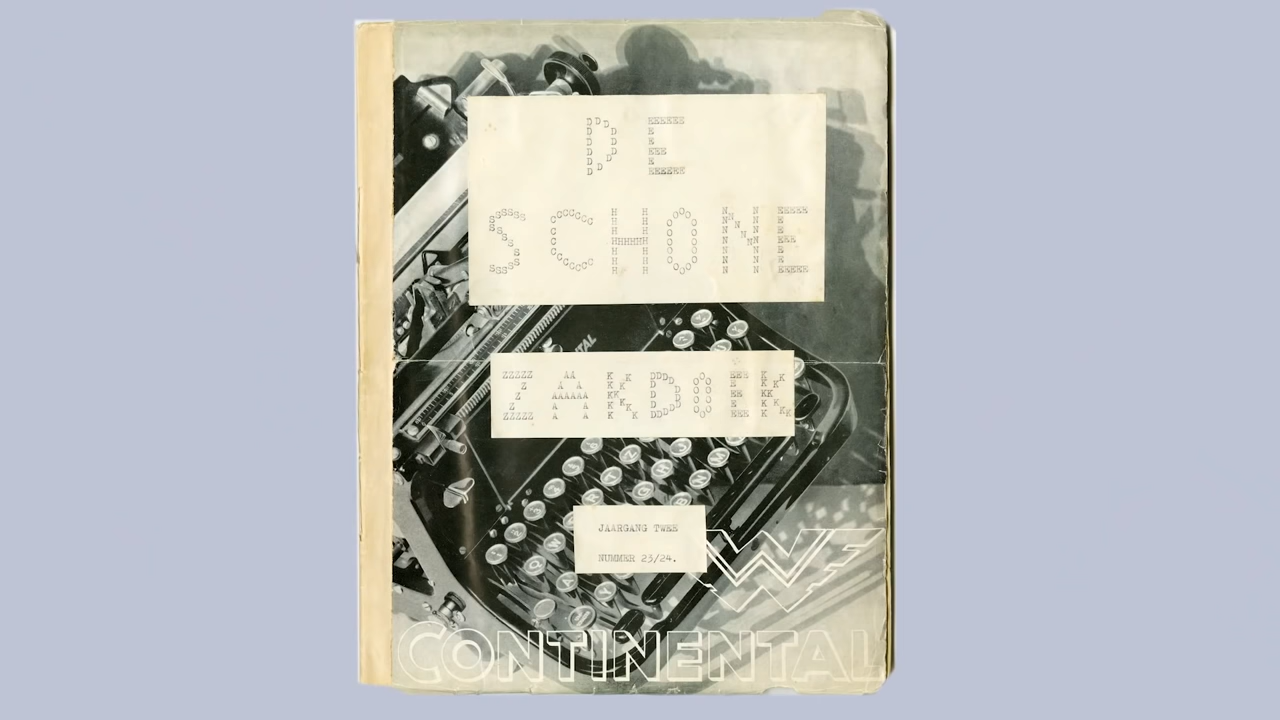 DE
SCHONE
ZAKDOEK
JAARGANG TWEE
NUMMER 23/24.
CONTINENTAL